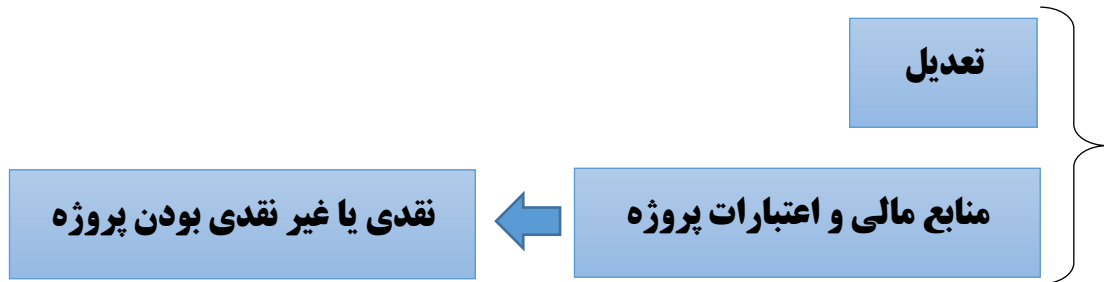 تعدیل
منابع مالی و اعتبارات پروژه
نقدی یا غیر نقدی بودن پروژه